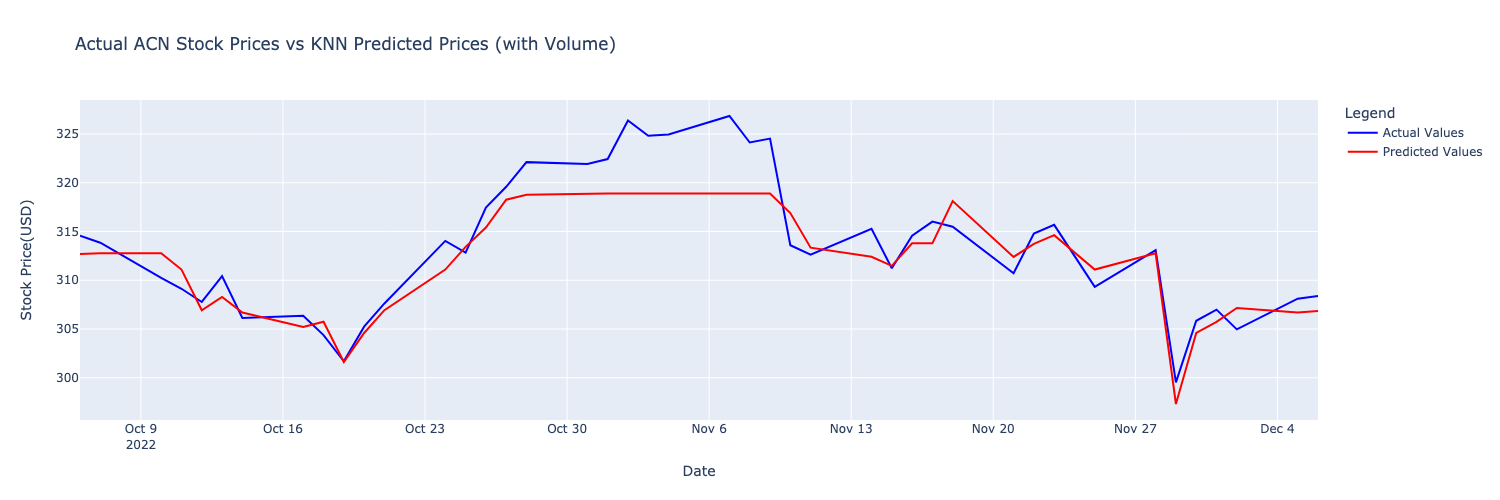 Actual ACN Stock Prices vs KNN Predicted Prices (with Volume)
Legend
Actual Values
Predicted Values
Stock Price(USD)
325
320
315
310
305
300
Oct 9
2022
Oct 16
Oct 23
Oct 30
Nov 6
Nov 13
Nov 20
Nov 27
Dec 4
Date